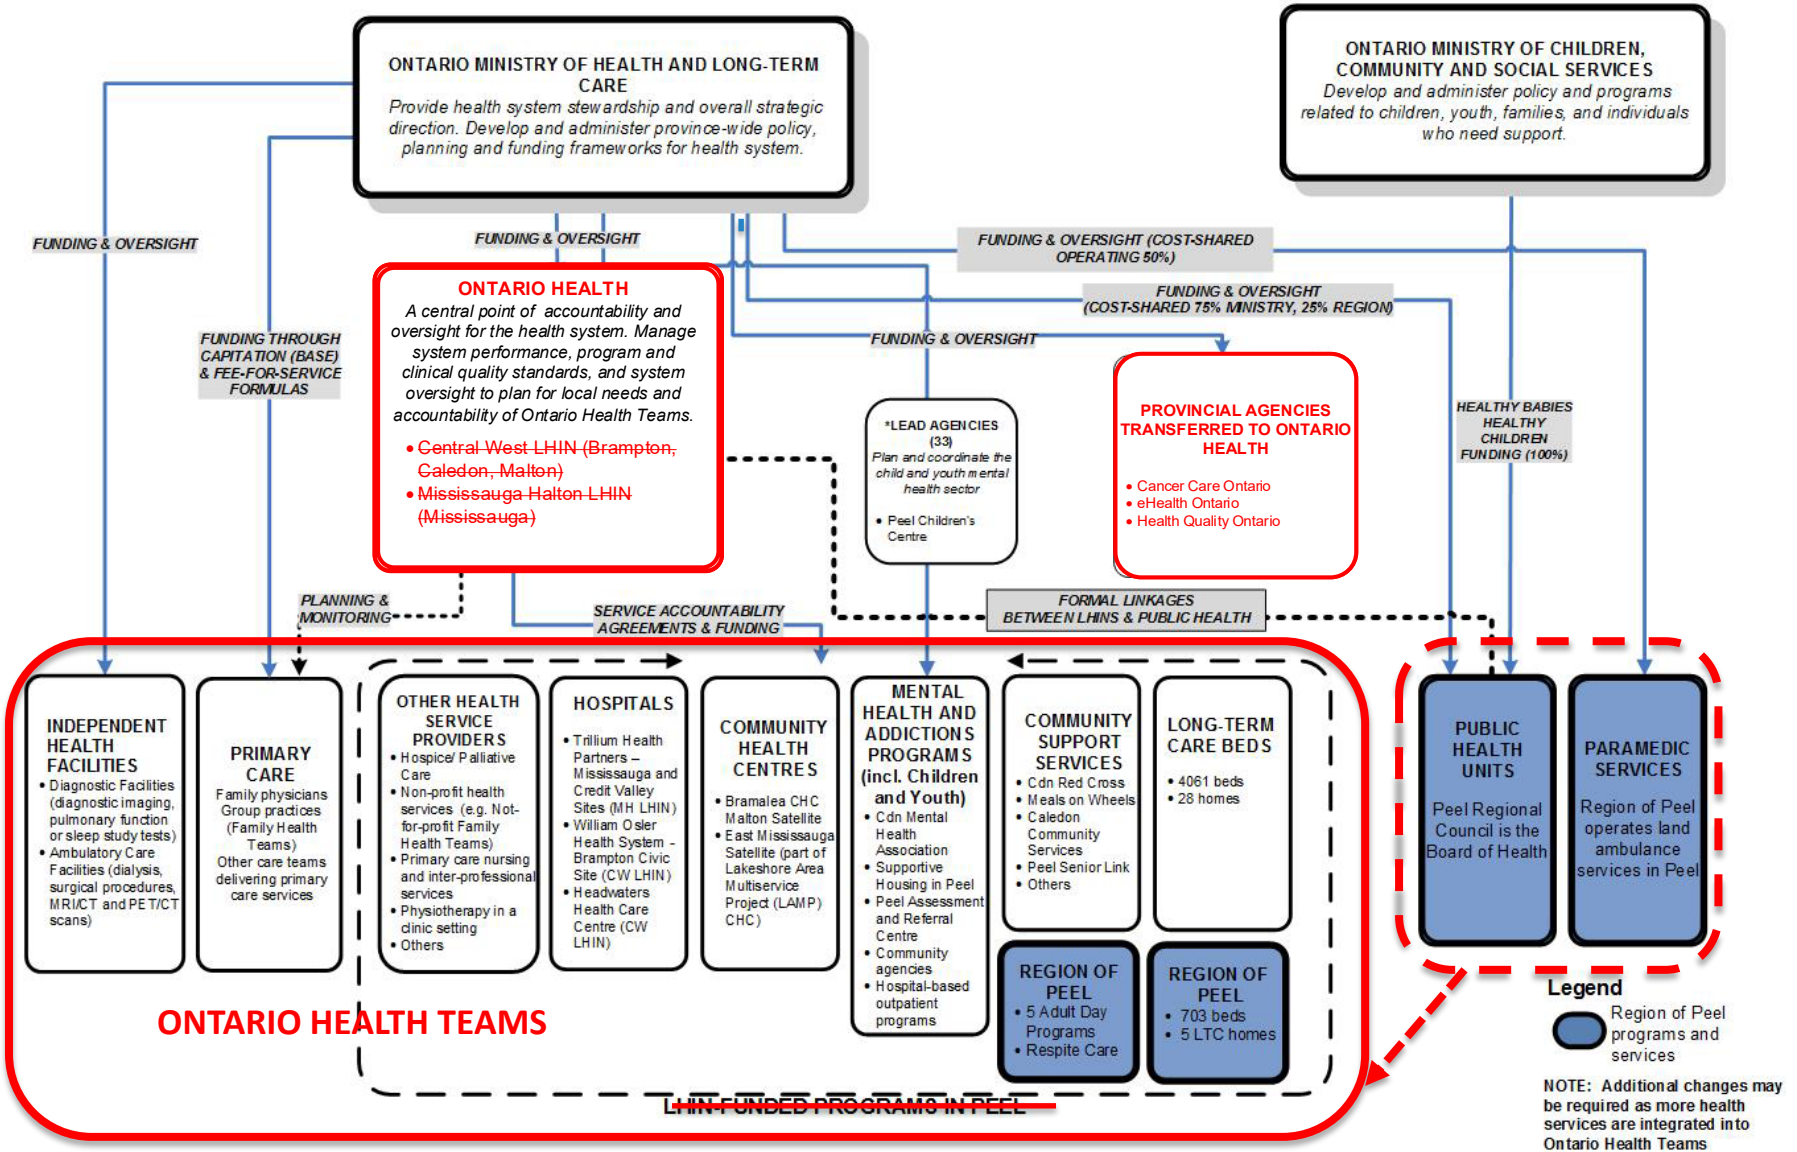 ONTARIO MINISTRY OF HEALTH AND LONG-TERM
CARE
Provide health system stewardship and overall strategic
direction. Develop and administer province-wide policy,
planning and funding frameworks for health system.
ONTARIO MINISTRY OF CHILDREN,
COMMUNITY AND SOCIAL SERVICES
Develop and administer policy and programs
related to children, youth, families, and individuals
who need support.
FUNDING & OVERSIGHT
FUNDING & OVERSIGHT
FUNDING & OVERSIGHT (COST-SHARED
OPERATING 50%)
FUNDING & OVERSIGHT
(COST-SHARED 75% MINISTRY, 25% REGION)
FUNDING & OVERSIGHT
FUNDING THROUGH
CAPITATION (BASE)
& FEE-FOR-SERVICE
FORMULAS
ONTARIO HEALTH
A central point of accountability and
oversight for the health system. Manage
system performance, program and
clinical quality standards, and system
oversight to plan for local needs and
accountability of Ontario Health Teams.
• Central West LHIN (Brampton,
Caledon, Malton)
• Mississauga Halton LHIN
(Mississauga)
*LEAD AGENCIES
(33)
Plan and coordinate the
child and youth mental
health sector
• Peel Children's
Centre
PROVINCIAL AGENCIES
TRANSFERRED TO ONTARIO
HEALTH
• Cancer Care Ontario
• eHealth Ontario
• Health Quality Ontario
HEALTHY BABIES
HEALTHY
CHILDREN
FUNDING (100%)
PLANNING &
MONITORING
SERVICE ACCOUNTABILITY
AGREEMENTS & FUNDING
FORMAL LINKAGES
BETWEEN LHINS & PUBLIC HEALTH
INDEPENDENT
HEALTH
FACILITIES
• Diagnostic Facilities
(diagnostic imaging,
pulmonary function
or sleep study tests)
• Ambulatory Care
Facilities (dialysis,
surgical procedures,
MRI/CT and PET/CT
scans)
PRIMARY
CARE
Family physicians
Group practices
(Family Health
Teams)
Other care teams
delivering primary
care services
OTHER HEALTH
SERVICE
PROVIDERS
• Hospice/ Palliative
Care
• Non-profit health
services (e.g. Not-
for-profit Family
Health Teams)
• Primary care nursing
and inter-professional
services
• Physiotherapy in a
clinic setting
• Others
HOSPITALS
• Trillium Health
Partners –
Mississauga and
Credit Valley
Sites (MH LHIN)
• William Osler
Health System -
Brampton Civic
Site (CW LHIN)
• Headwaters
Health Care
Centre (CW
LHIN)
COMMUNITY
HEALTH
CENTRES
• Bramalea CHC
Malton Satellite
• East Mississauga
Satellite (part of
Lakeshore Area
Multiservice
Project (LAMP)
CHC)
MENTAL
HEALTH AND
ADDICTIONS
PROGRAMS
(incl. Children
and Youth)
• Cdn Mental
Health
Association
• Supportive
Housing in Peel
• Peel Assessment
and Referral
Centre
• Community
agencies
• Hospital-based
outpatient
programs
COMMUNITY
SUPPORT
SERVICES
• Cdn Red Cross
• Meals on Wheels
• Caledon
Community
Services
• Peel Senior Link
• Others
LONG-TERM
CARE BEDS
• 4061 beds
• 28 homes
REGION OF
PEEL
• 5 Adult Day
Programs
• Respite Care
REGION OF
PEEL
• 703 beds
• 5 LTC homes
PUBLIC
HEALTH
UNITS
Peel Regional
Council is the
Board of Health
PARAMEDIC
SERVICES
Region of Peel
operates land
ambulance
services in Peel
ONTARIO HEALTH TEAMS
LHIN-FUNDED PROGRAMS IN PEEL
Legend
Region of Peel
programs and
services
NOTE: Additional changes may
be required as more health
services are integrated into
Ontario Health Teams